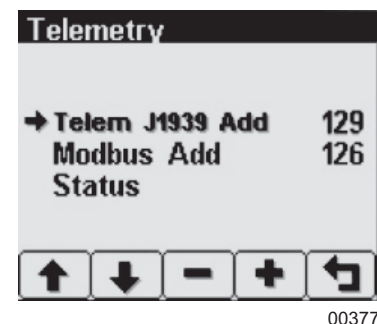 Telemetry
Telem J1939 Add 129
Modbus Add 126
Status
00377